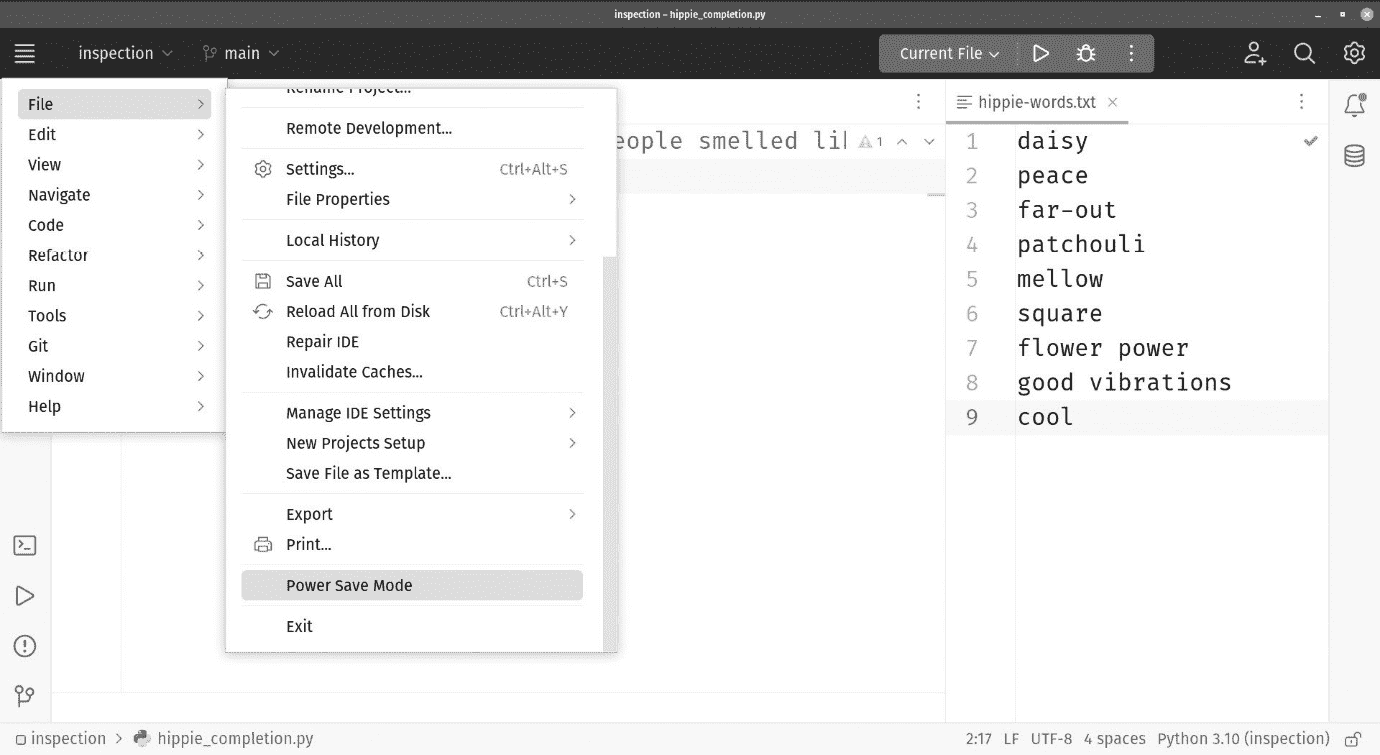 inspection – hippie_completion.py
inspection main Current File
File
Edit
View
Navigate
Code
Refactor
Run
Tools
Git
Window
Help
Rename Project...
Remote Development...
Settings... Ctrl+Alt+S
File Properties
Local History
Save All Ctrl+S
Reload All from Disk Ctrl+Alt+Y
Repair IDE
Invalidate Caches...
Manage IDE Settings
New Projects Setup
Save File as Template...
Export
Print...
Power Save Mode
Exit
eople smelled lik 1
hippie-words.txt
1 daisy
2 peace
3 far-out
4 patchouli
5 mellow
6 square
7 flower power
8 good vibrations
9 cool
inspection > hippie_completion.py 2:17 LF UTF-8 4 spaces Python 3.10 (inspection)